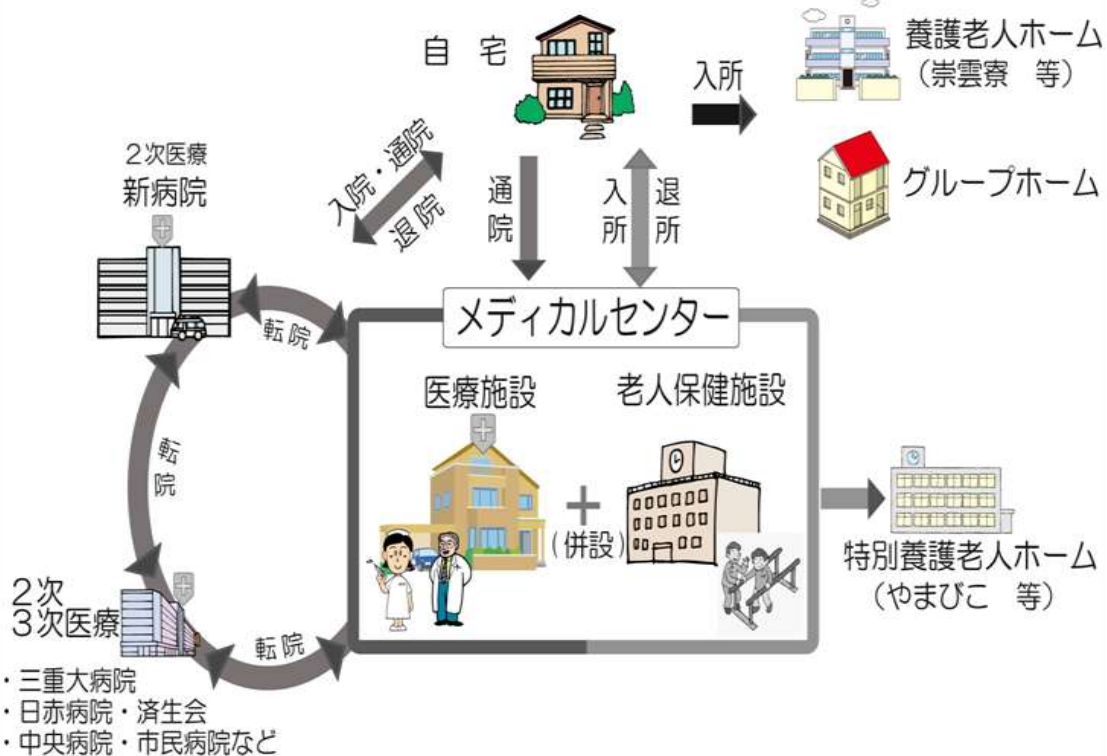 自 宅
入所
養護老人ホーム
（崇雲寮　等）
グループホーム
2次医療
新病院
入院・通院
退院
通院
入所
退所
転院
メディカルセンター
医療施設
老人保健施設
＋
（併設）
転院
特別養護老人ホーム
（やまびこ　等）
2次
3次医療
転院
・三重大病院
・日赤病院・済生会
・中央病院・市民病院など